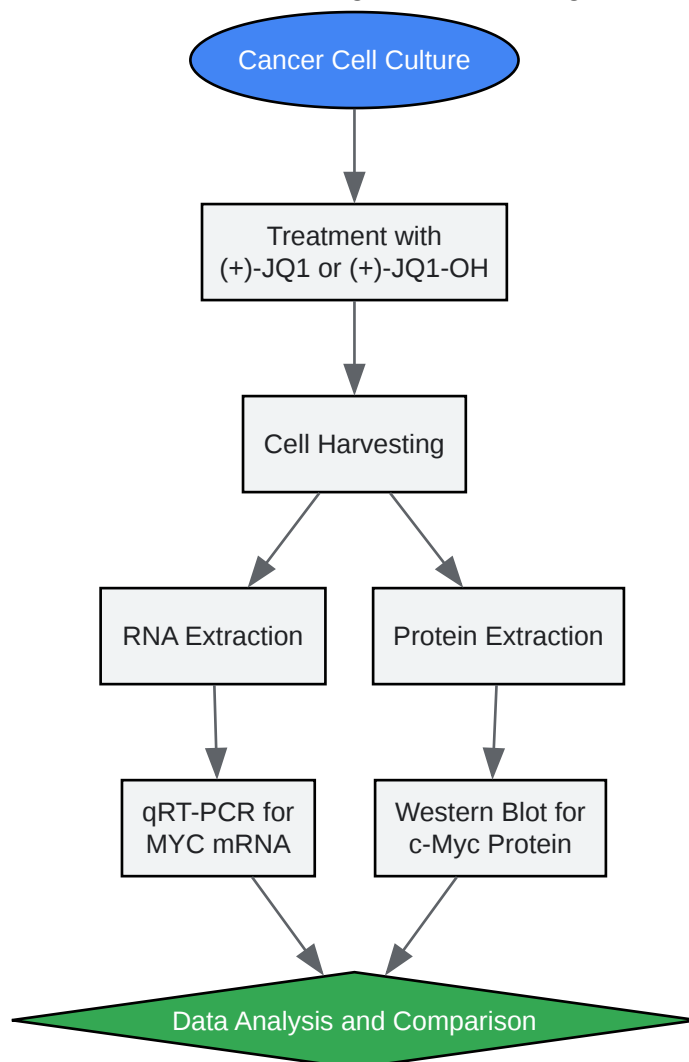 Cancer Cell Culture
Treatment with
(+)-JQ1 or (+)-JQ1-OH
Cell Harvesting
RNA Extraction
Protein Extraction
qRT-PCR for
MYC mRNA
Western Blot for
c-Myc Protein
Data Analysis and Comparison